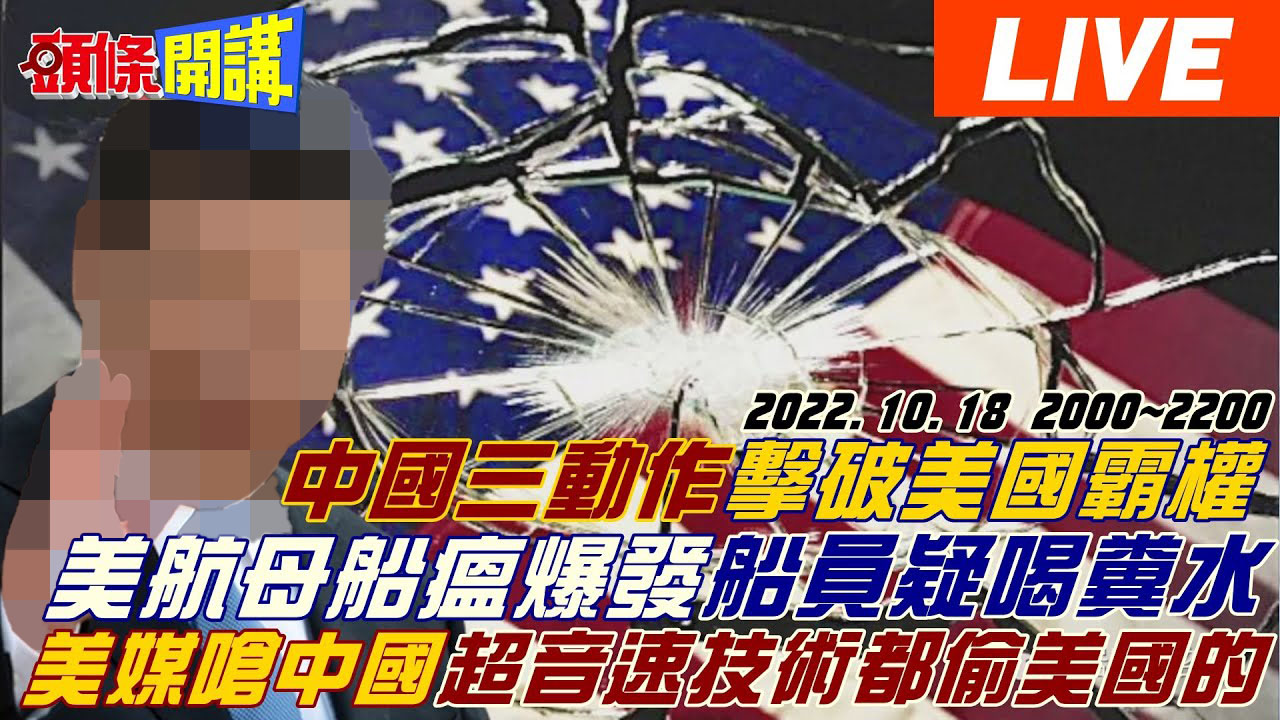 頭條開講
LIVE
2022.10.18 2000~2200
中國三動作擊破美國霸權
美航母船瘟爆發船員疑喝糞水
美媒嗆中國超音速技術都偷美國的